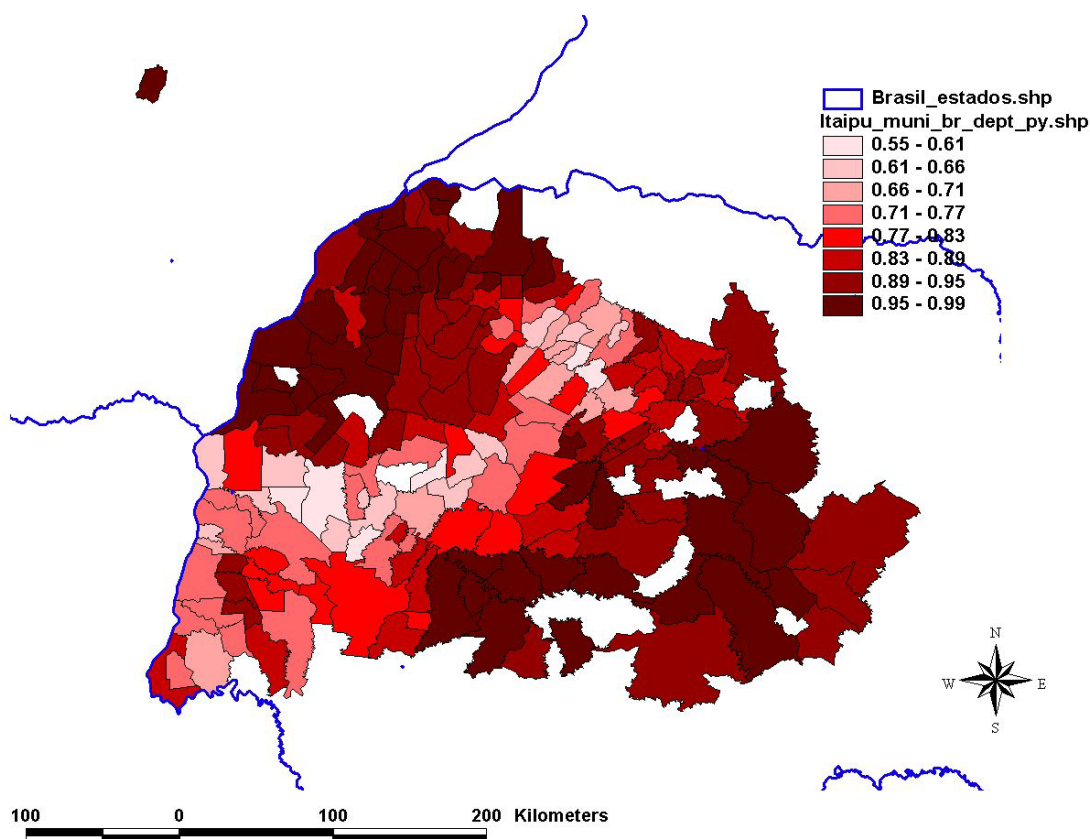 Brasil_estados.shp
Itaipu_muni_br_dept_py.shp
0.55 - 0.61
0.61 - 0.66
0.66 - 0.71
0.71 - 0.77
0.77 - 0.83
0.83 - 0.89
0.89 - 0.95
0.95 - 0.99
N
W E
S
100 0 100 200 Kilometers